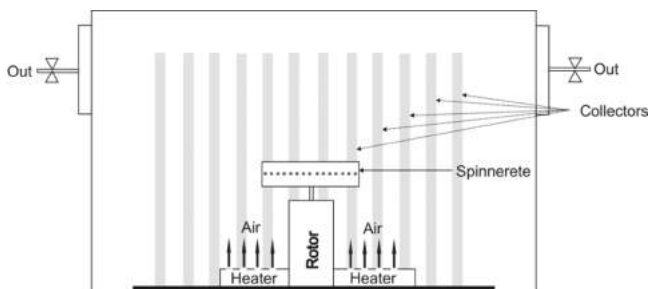 Out
Out
Collectors
Spinnerete
Air
Air
Rotor
Heater
Heater